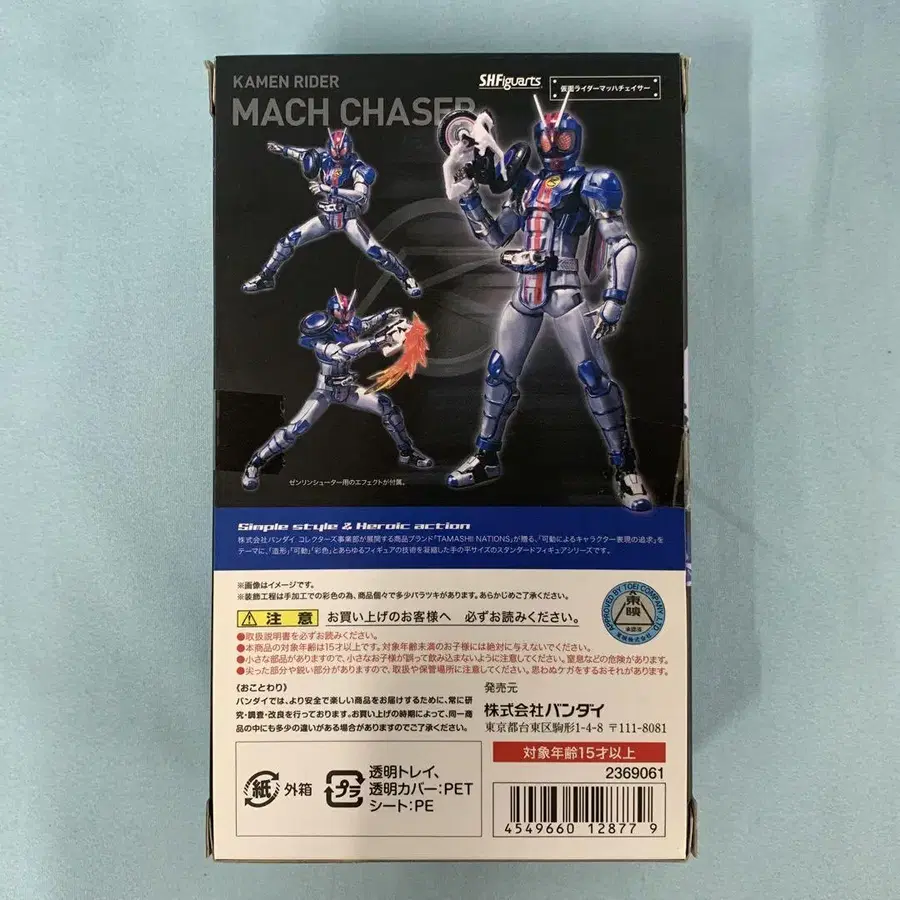 KAMEN RIDER
MACH CHASER
S.H.Figuarts
仮面ライダーマッハチェイサー
ゼンリンシューター用のエフェクトが付属。
Simple style & Heroic action
株式会社バンダイ コレクターズ事業部が展開する商品ブランド「TAMASHII NATIONS」が贈る、「可動によるキャラクター表現の追求」を
テーマに、「造形」「可動」「彩色」とあらゆるフィギュアの技術を凝縮した手の平サイズのスタンダードフィギュアシリーズです。
※画像はイメージです。
※装飾工程は手加工での彩色の為、商品個々で多少バラツキがありますが、あらかじめご了承ください。
注意 お買い上げのお客様へ 必ずお読みください。
●取扱説明書を必ずお読みください。
●本商品の対象年齢は15才以上です。対象年齢未満のお子様には絶対に与えないでください。
●小さな部品がありますので、小さなお子様が誤って飲み込まないように注意してください。窒息などの危険があります。
●尖った部分や鋭い部分がありますので、取扱や保管場所に注意してください。思わぬケガをするおそれがあります。
APPROVED BY TOEI COMPANY, LTD.
東映
〈おことわり〉
バンダイでは、より安全で楽しい商品をお届けするために、常に研
究・調査・改良を行っております。お買い上げの時期によって、同一商
品の中にも多少の違いがある場合がありますのでご了承ください。
発売元
株式会社バンダイ
東京都台東区駒形1-4-8 〒111-8081
対象年齢15才以上
2369061
紙 外箱
プラ 透明トレイ、
透明カバー:PET
シート:PE
4549660 12877 9